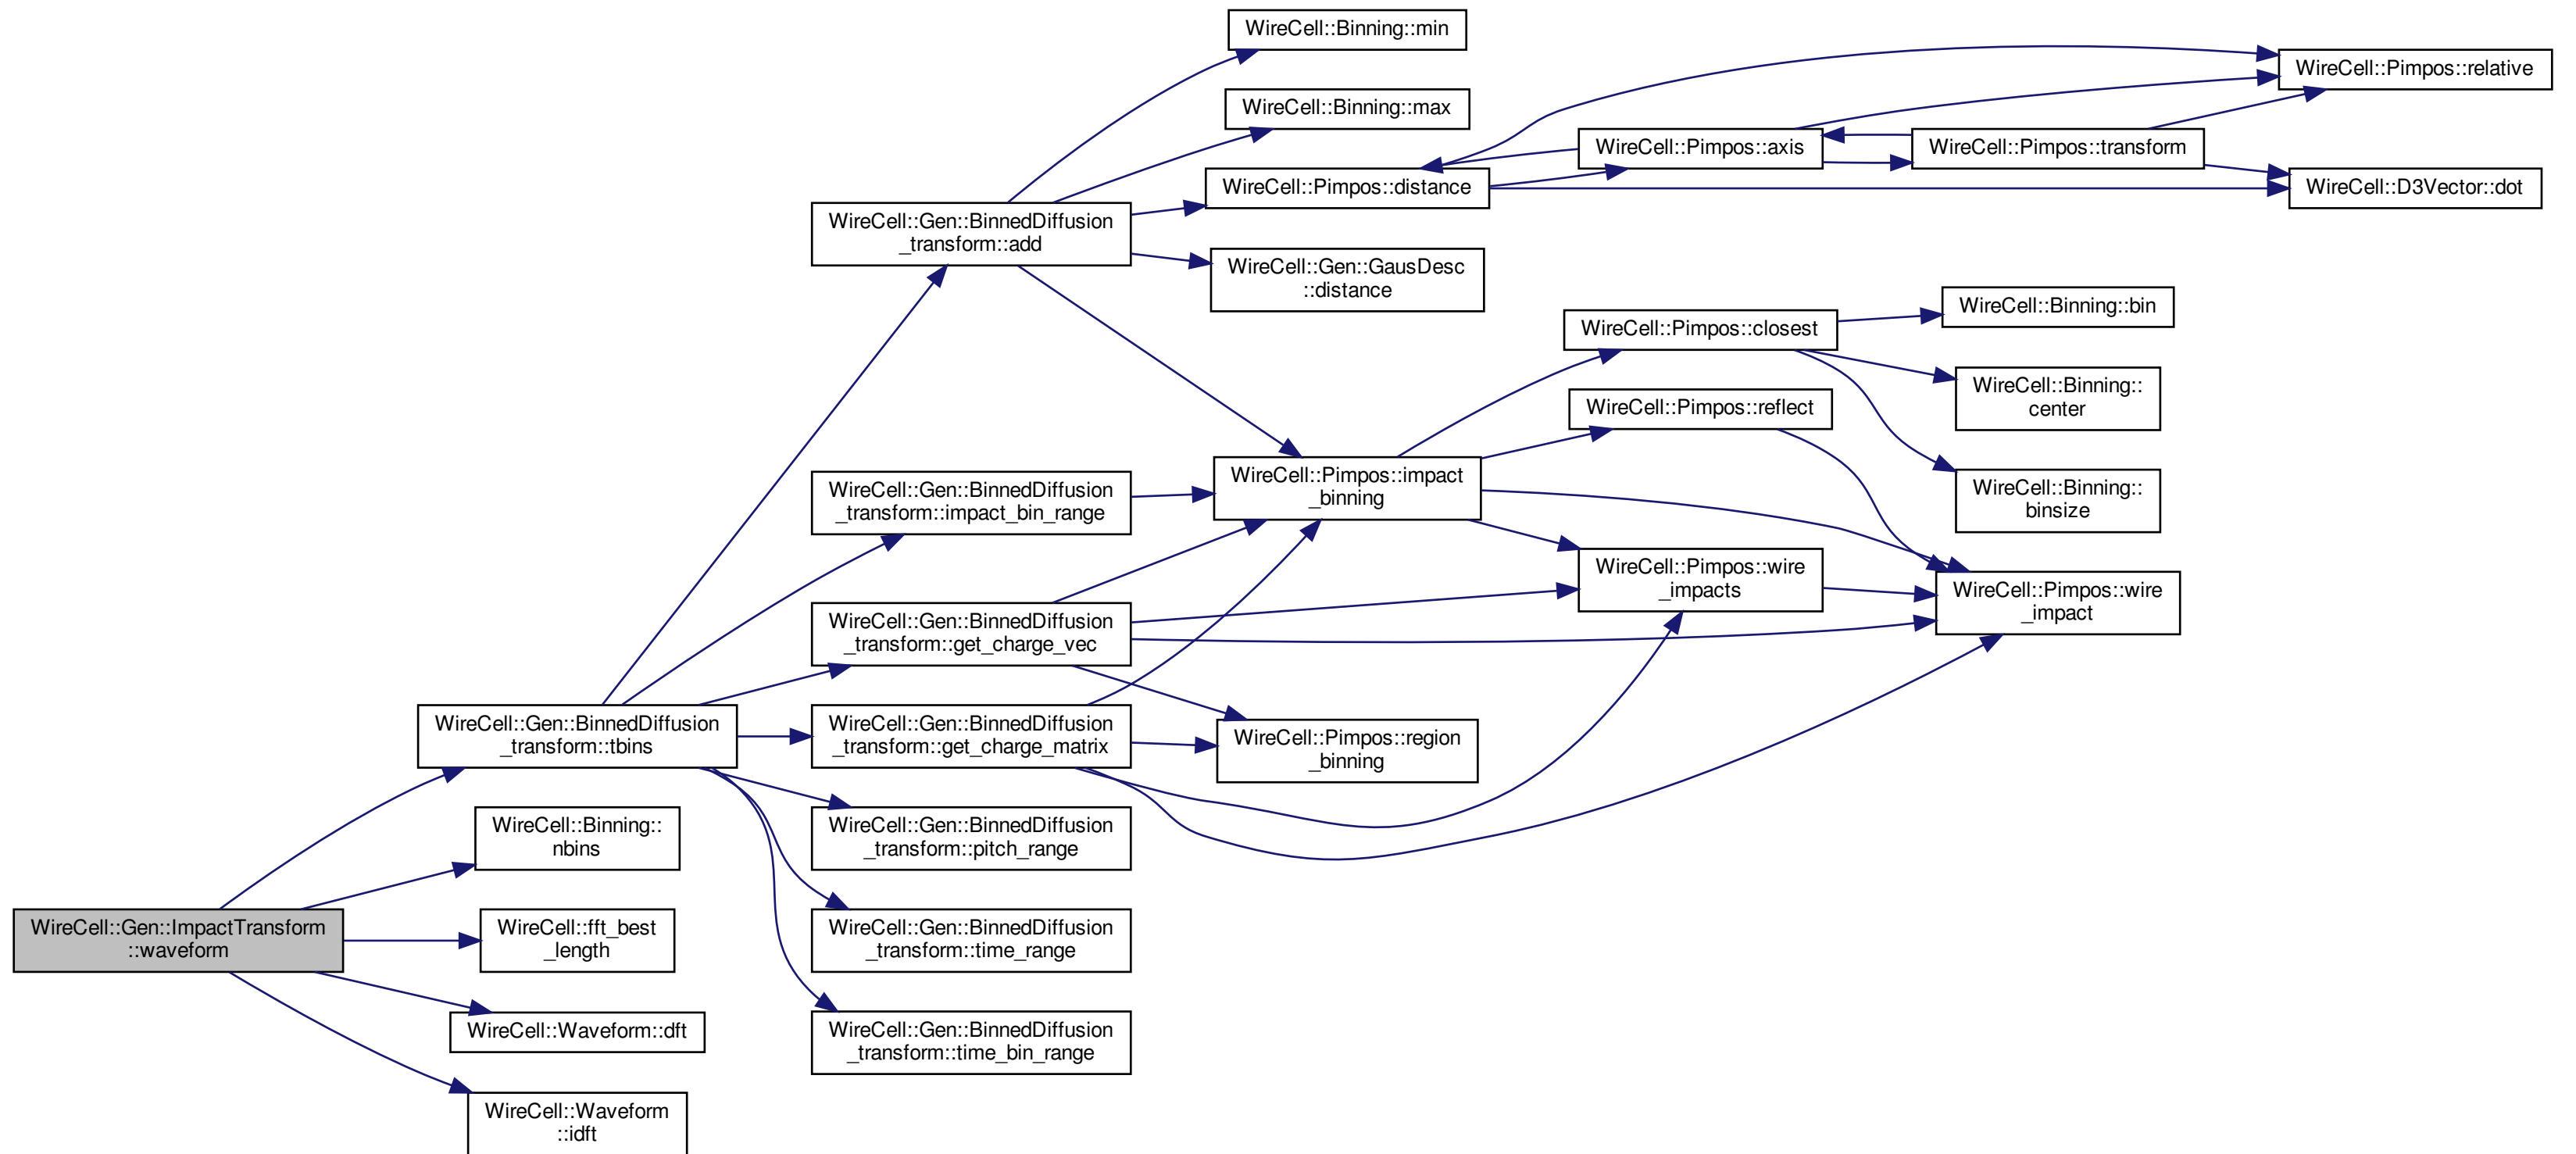 WireCell::Binning::min
WireCell::Pimpos::relative
WireCell::Binning::max
WireCell::Pimpos::axis
WireCell::Pimpos::transform
WireCell::Pimpos::distance
WireCell::D3Vector::dot
WireCell::Gen::BinnedDiffusion
_transform::add
WireCell::Gen::GausDesc
::distance
WireCell::Pimpos::closest
WireCell::Binning::bin
WireCell::Binning::
center
WireCell::Pimpos::reflect
WireCell::Gen::BinnedDiffusion
_transform::impact_bin_range
WireCell::Pimpos::impact
_binning
WireCell::Binning::
binsize
WireCell::Pimpos::wire
_impacts
WireCell::Pimpos::wire
_impact
WireCell::Gen::BinnedDiffusion
_transform::get_charge_vec
WireCell::Gen::BinnedDiffusion
_transform::tbins
WireCell::Gen::BinnedDiffusion
_transform::get_charge_matrix
WireCell::Pimpos::region
_binning
WireCell::Binning::
nbins
WireCell::Gen::BinnedDiffusion
_transform::pitch_range
WireCell::Gen::ImpactTransform
::waveform
WireCell::fft_best
_length
WireCell::Gen::BinnedDiffusion
_transform::time_range
WireCell::Waveform::dft
WireCell::Gen::BinnedDiffusion
_transform::time_bin_range
WireCell::Waveform
::idft